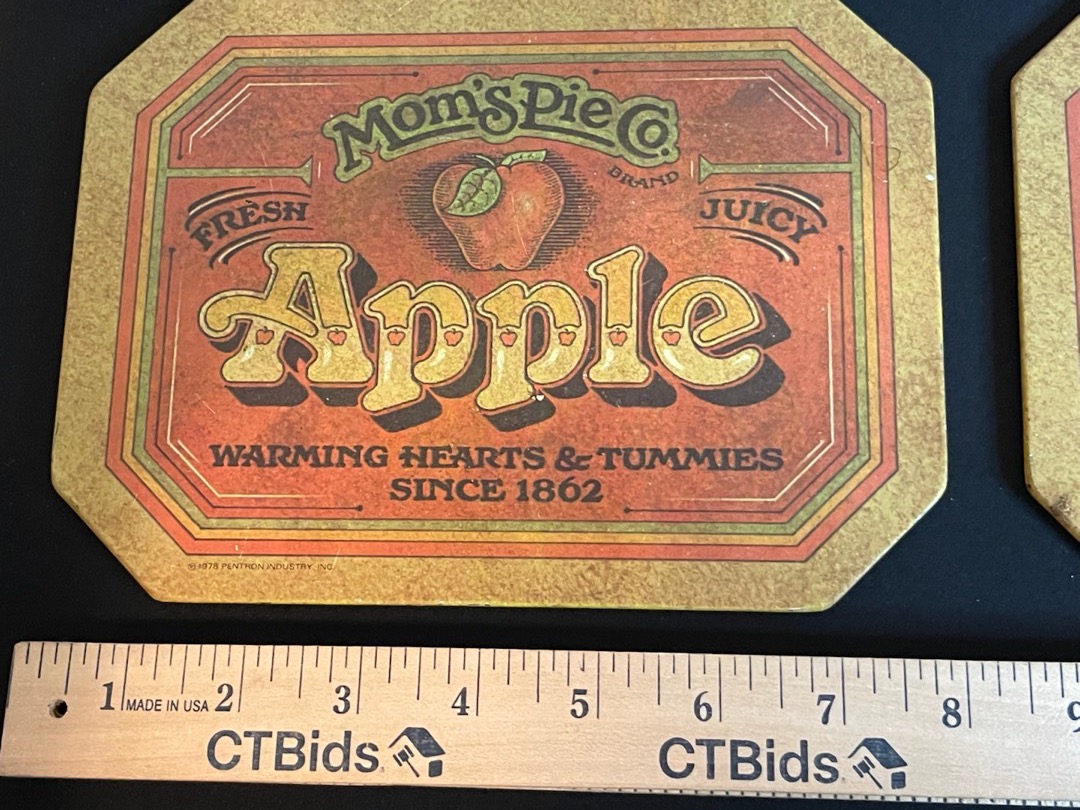 Mom's Pie Co.
BRAND
FRESH
JUICY
Apple
WARMING HEARTS & TUMMIES
SINCE 1862
© 1978 PENTRON INDUSTRY, INC.
1 MADE IN USA 2 3 4 5 6 7 8 9
CTBids CTBids